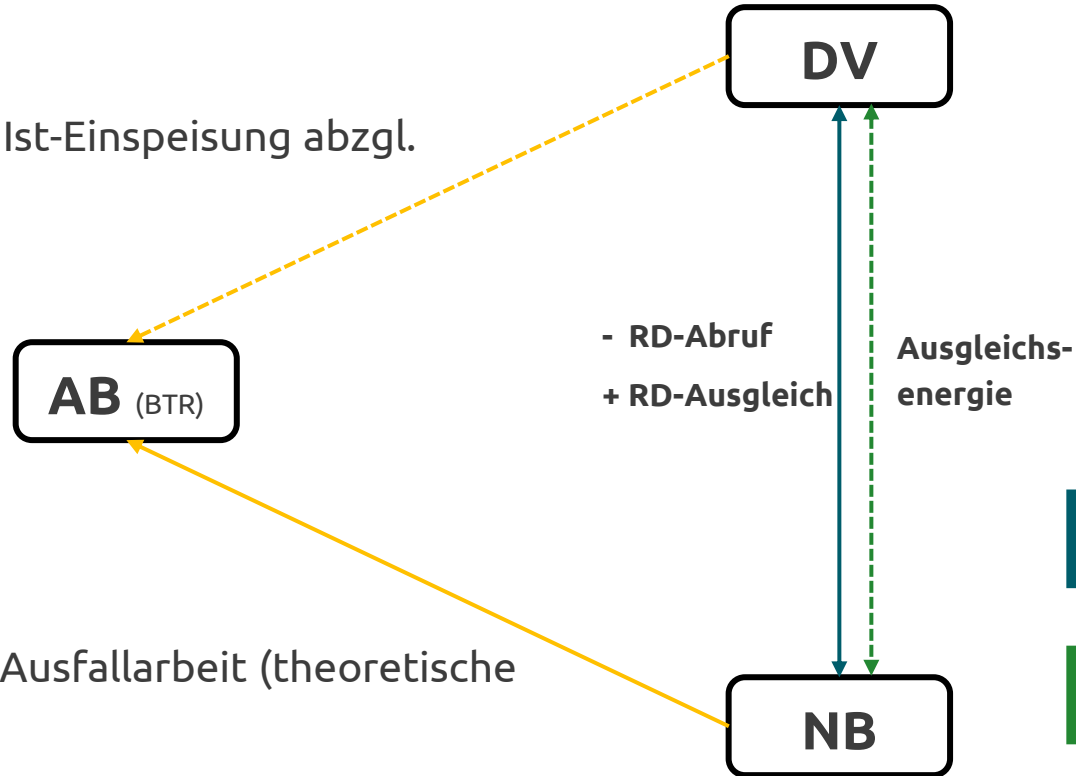 DV
Ist-Einspeisung abzgl.
- RD-Abruf
+ RD-Ausgleich
Ausgleichs-
energie
AB (BTR)
Ausfallarbeit (theoretische
NB